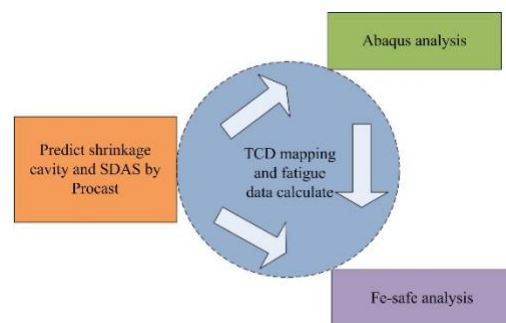 Abaqus analysis
Predict shrinkage
cavity and SDAS by
Procast
TCD mapping
and fatigue
data calculate
Fe-safe analysis